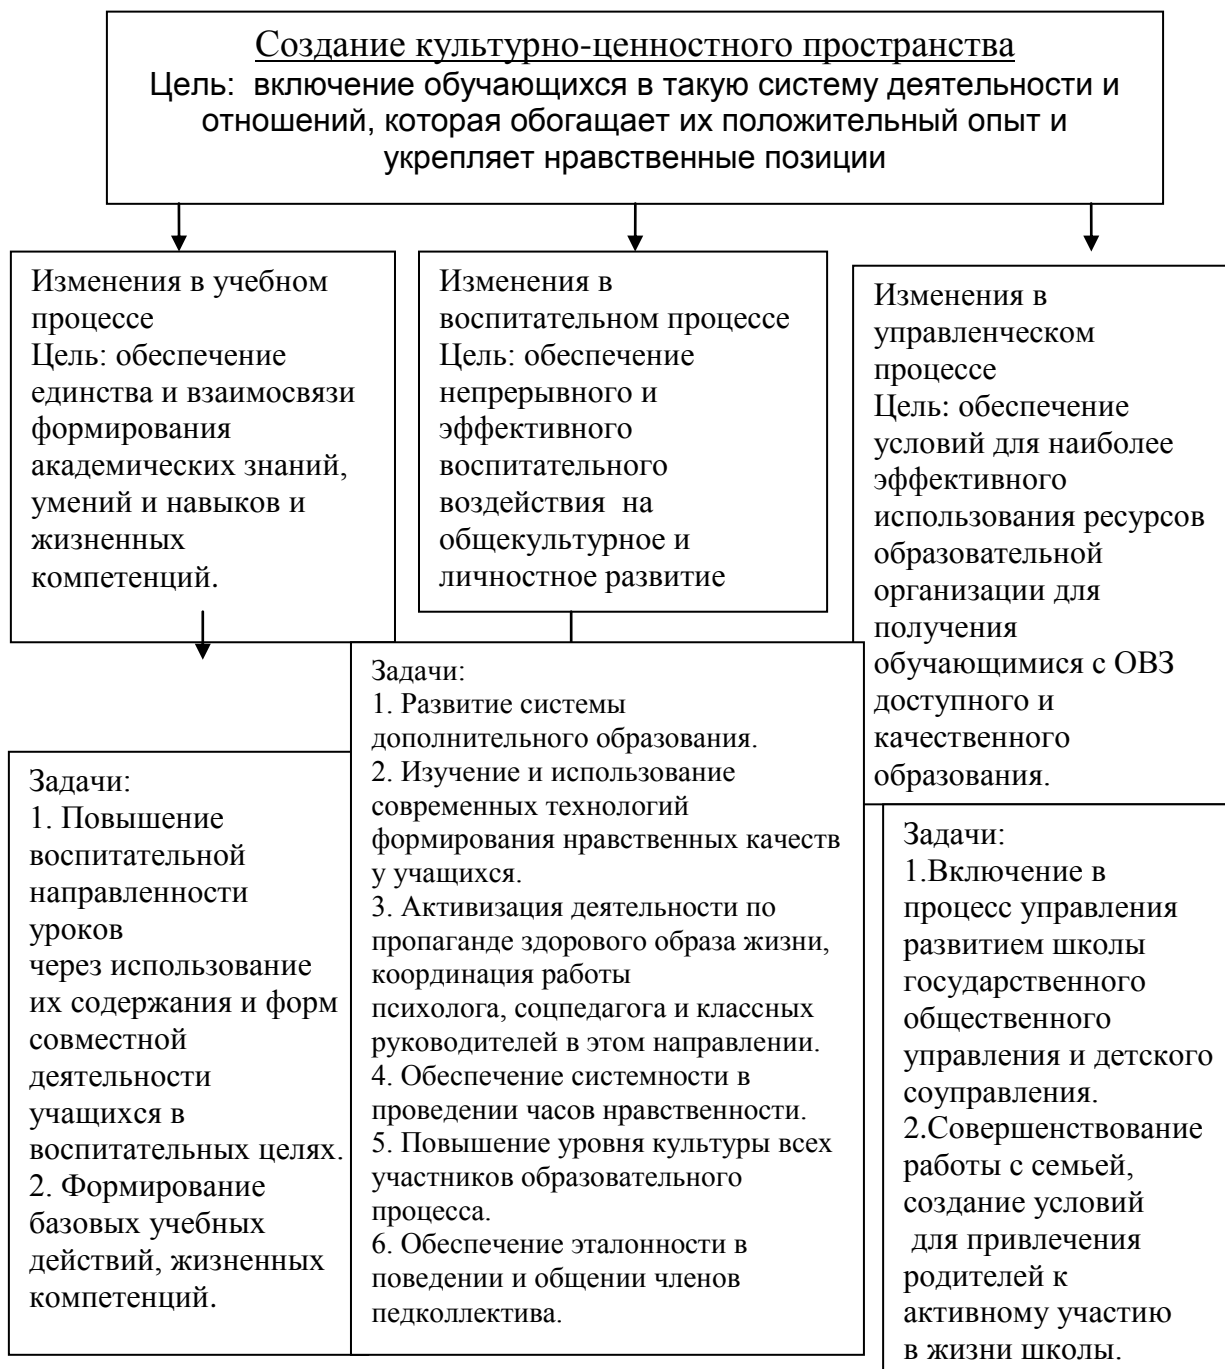 Создание культурно-ценностного пространства
Цель:  включение обучающихся в такую систему деятельности и
отношений, которая обогащает их положительный опыт и
укрепляет нравственные позиции
Изменения в учебном
процессе
Цель: обеспечение
единства и взаимосвязи
формирования
академических знаний,
умений и навыков и
жизненных
компетенций.
Изменения в
воспитательном процессе
Цель: обеспечение
непрерывного и
эффективного
воспитательного
воздействия  на
общекультурное и
личностное развитие
Изменения в
управленческом
процессе
Цель: обеспечение
условий для наиболее
эффективного
использования ресурсов
образовательной
организации для
получения
обучающимися с ОВЗ
доступного и
качественного
образования.
Задачи:
1. Повышение
воспитательной
направленности
уроков
через использование
их содержания и форм
совместной
деятельности
учащихся в
воспитательных целях.
2. Формирование
базовых учебных
действий, жизненных
компетенций.
Задачи:
1. Развитие системы
дополнительного образования.
2. Изучение и использование
современных технологий
формирования нравственных качеств
у учащихся.
3. Активизация деятельности по
пропаганде здорового образа жизни,
координация работы
психолога, соцпедагога и классных
руководителей в этом направлении.
4. Обеспечение системности в
проведении часов нравственности.
5. Повышение уровня культуры всех
участников образовательного
процесса.
6. Обеспечение эталонности в
поведении и общении членов
педколлектива.
Задачи:
1.Включение в
процесс управления
развитием школы
государственного
общественного
управления и детского
соуправления.
2.Совершенствование
работы с семьей,
создание условий
для привлечения
родителей к
активному участию
в жизни школы.